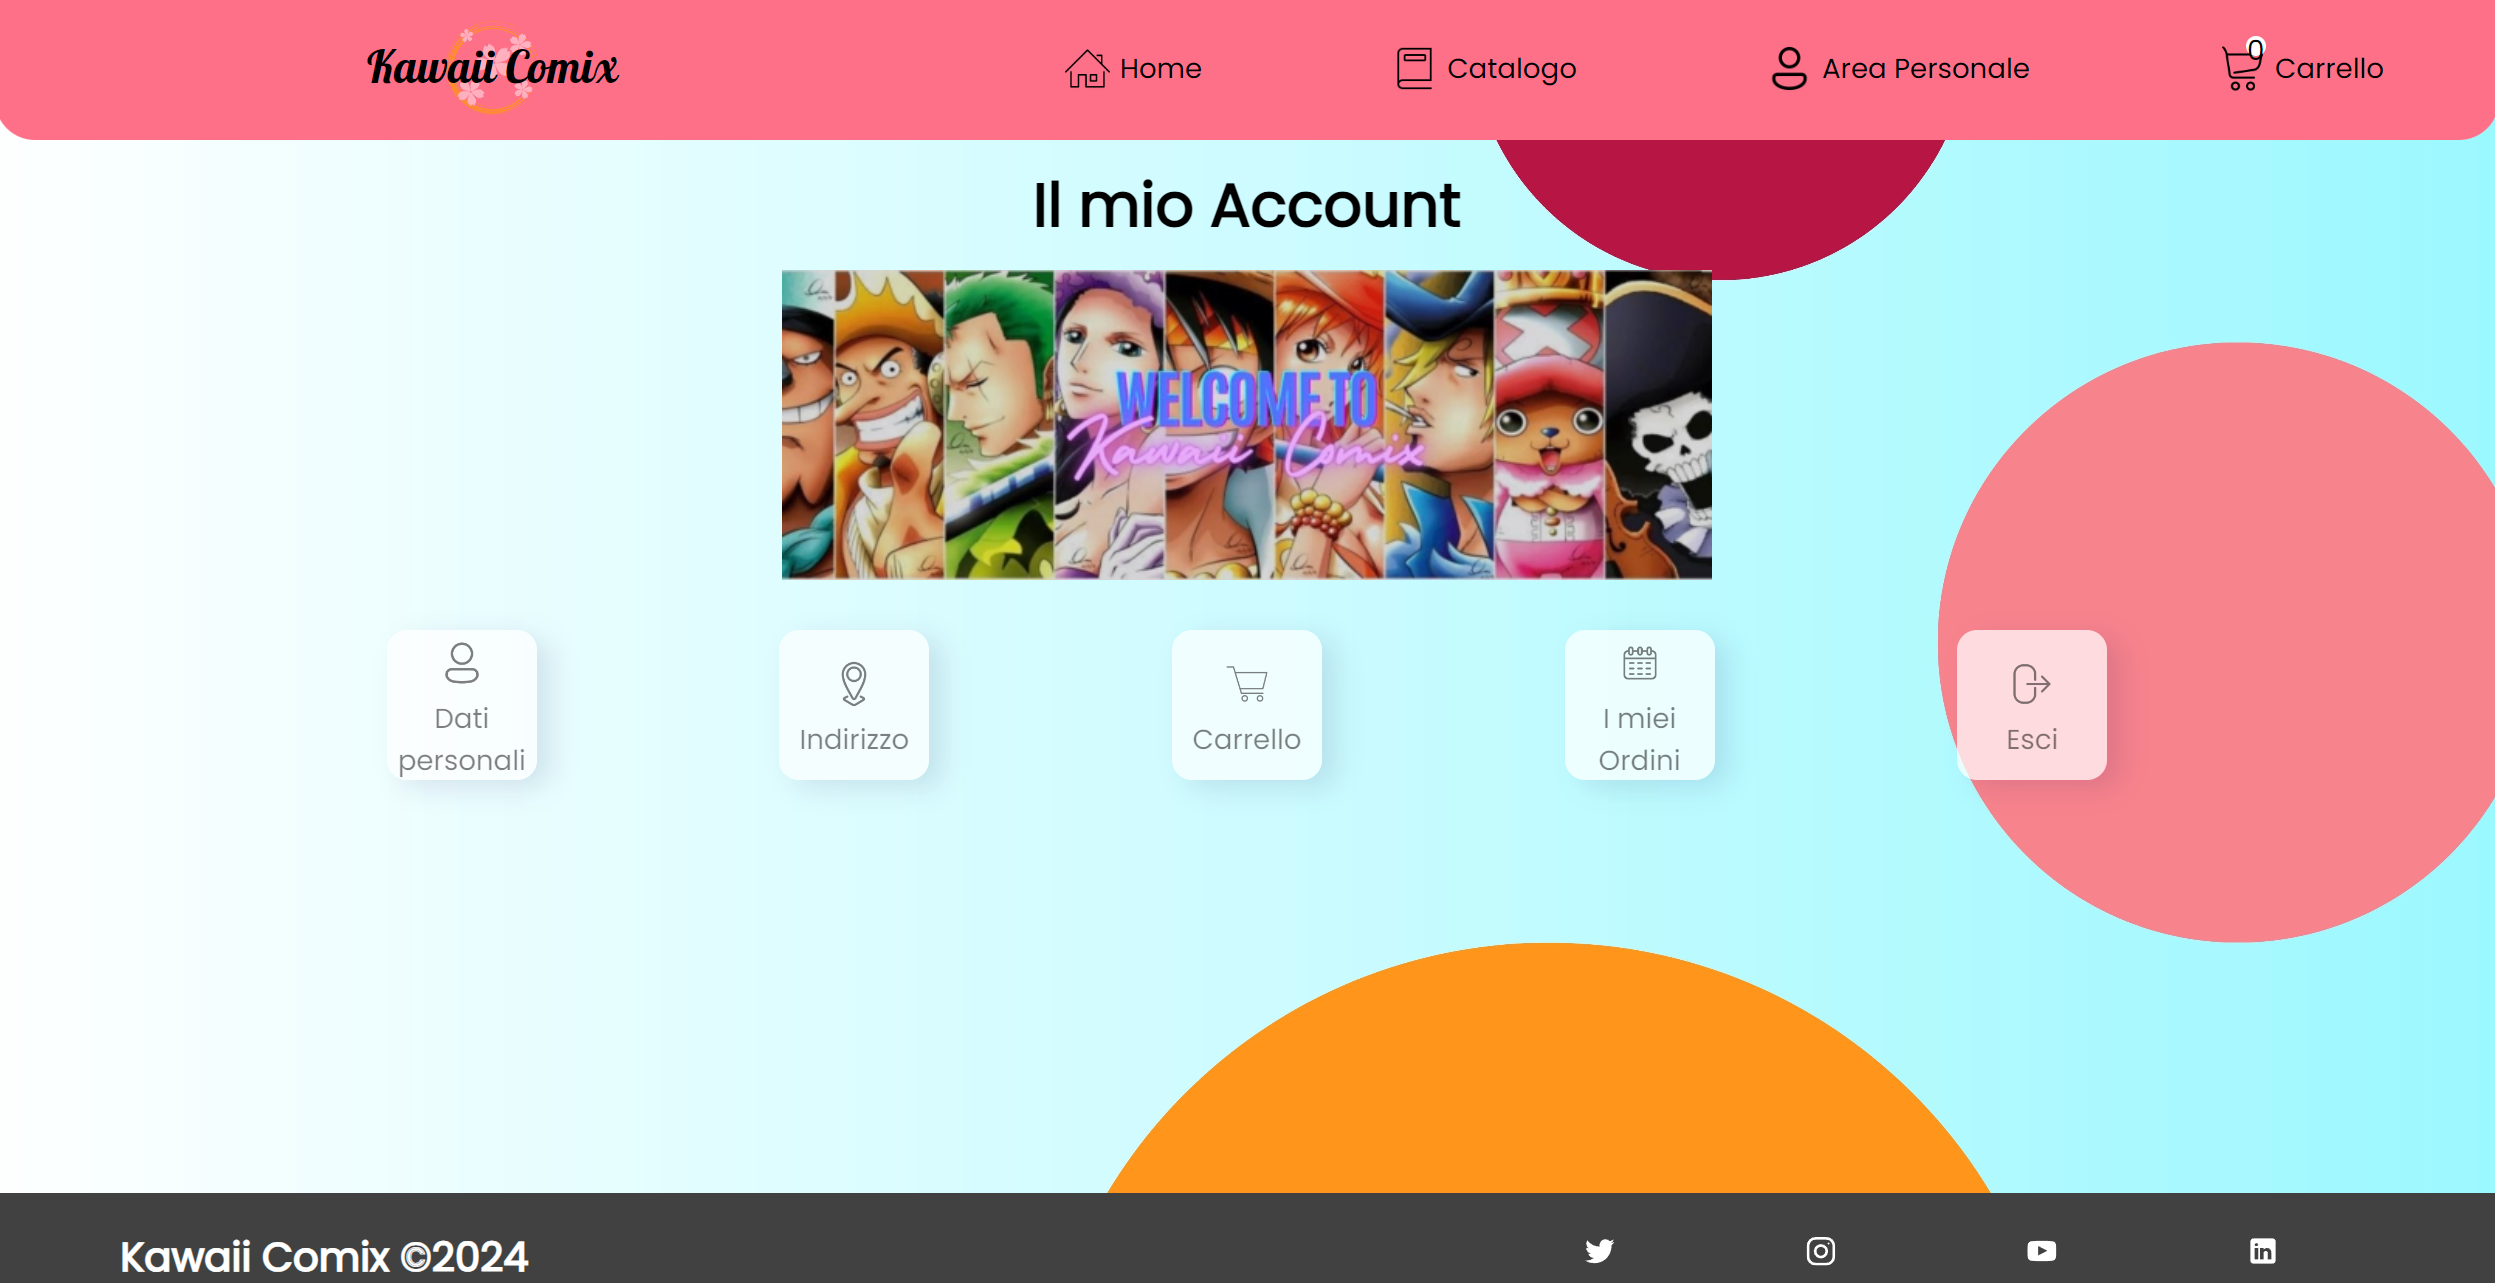 Kawaii Comix
Home
Catalogo
Area Personale
0
Carrello
Il mio Account
WELCOME TO
Kawaii Comix
Dati
personali
Indirizzo
Carrello
I miei
Ordini
Esci
Kawaii Comix ©2024